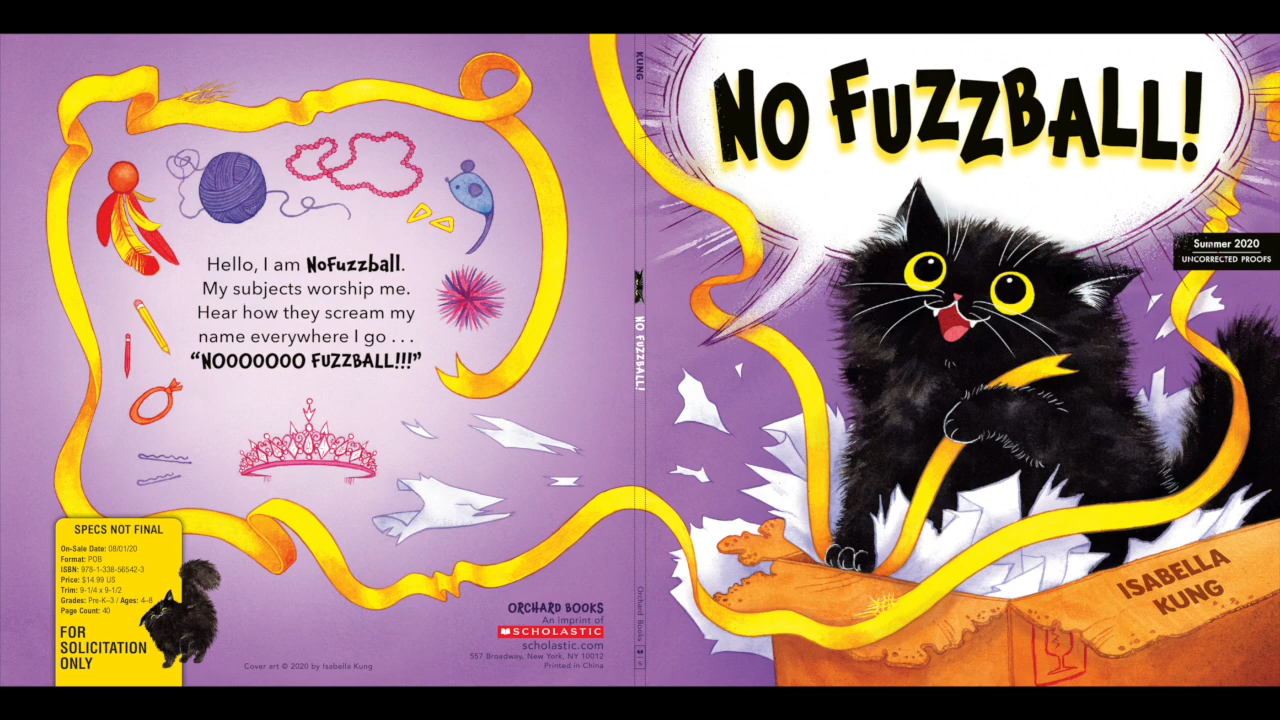 Hello, I am NoFuzzball.
My subjects worship me.
Hear how they scream my
name everywhere I go . . .
“NOOOOOOO FUZZBALL!!!”
SPECS NOT FINAL
On-Sale Date: 08/01/20
Format: POB
ISBN: 978-1-338-56542-3
Price: $14.99 US
Trim: 9-1/4 x 9-1/2
Grades: Pre-K–3 / Ages: 4–8
Page Count: 40
FOR
SOLICITATION
ONLY
Cover art © 2020 by Isabella Kung
ORCHARD BOOKS
An imprint of
SCHOLASTIC
scholastic.com
557 Broadway, New York, NY 10012
Printed in China
KUNG
NO FUZZBALL!
Orchard Books
NO FUZZBALL!
Summer 2020
UNCORRECTED PROOFS
ISABELLA
KUNG